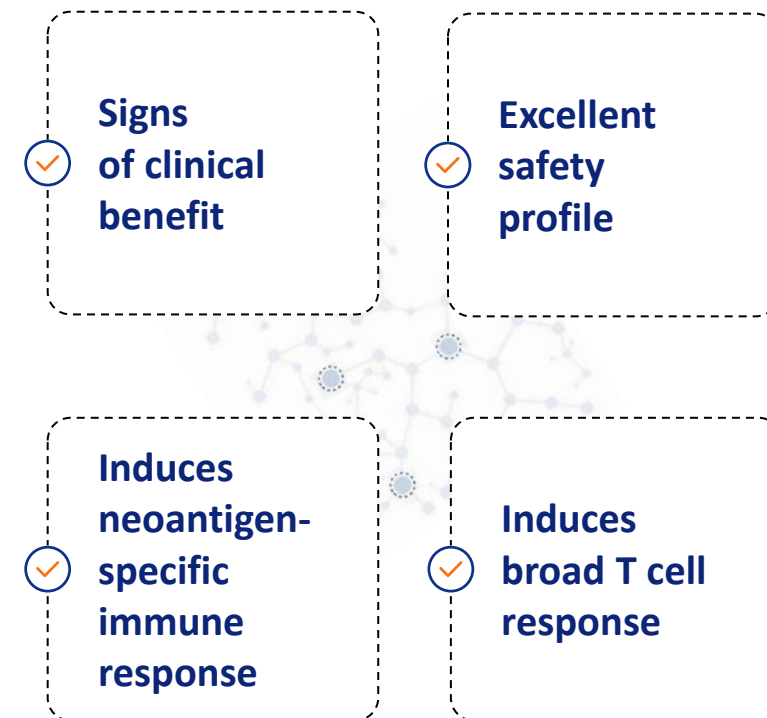 Signs
of clinical
benefit
Excellent
safety
profile
Induces
neoantigen-
specific
immune
response
Induces
broad T cell
response